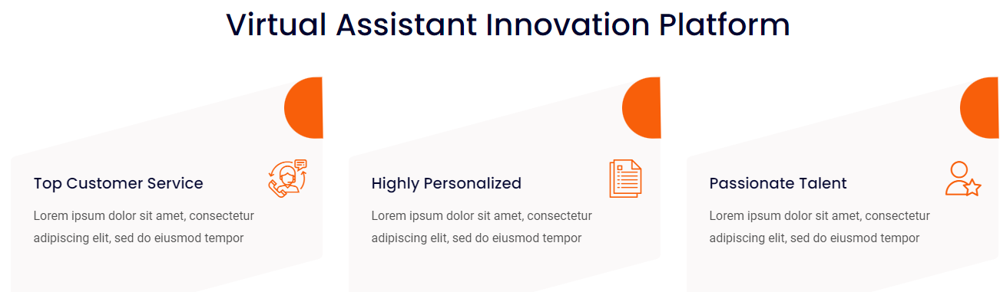 Virtual Assistant Innovation Platform
Top Customer Service
Lorem ipsum dolor sit amet, consectetur
adipiscing elit, sed do eiusmod tempor
Highly Personalized
Lorem ipsum dolor sit amet, consectetur
adipiscing elit, sed do eiusmod tempor
Passionate Talent
Lorem ipsum dolor sit amet, consectetur
adipiscing elit, sed do eiusmod tempor